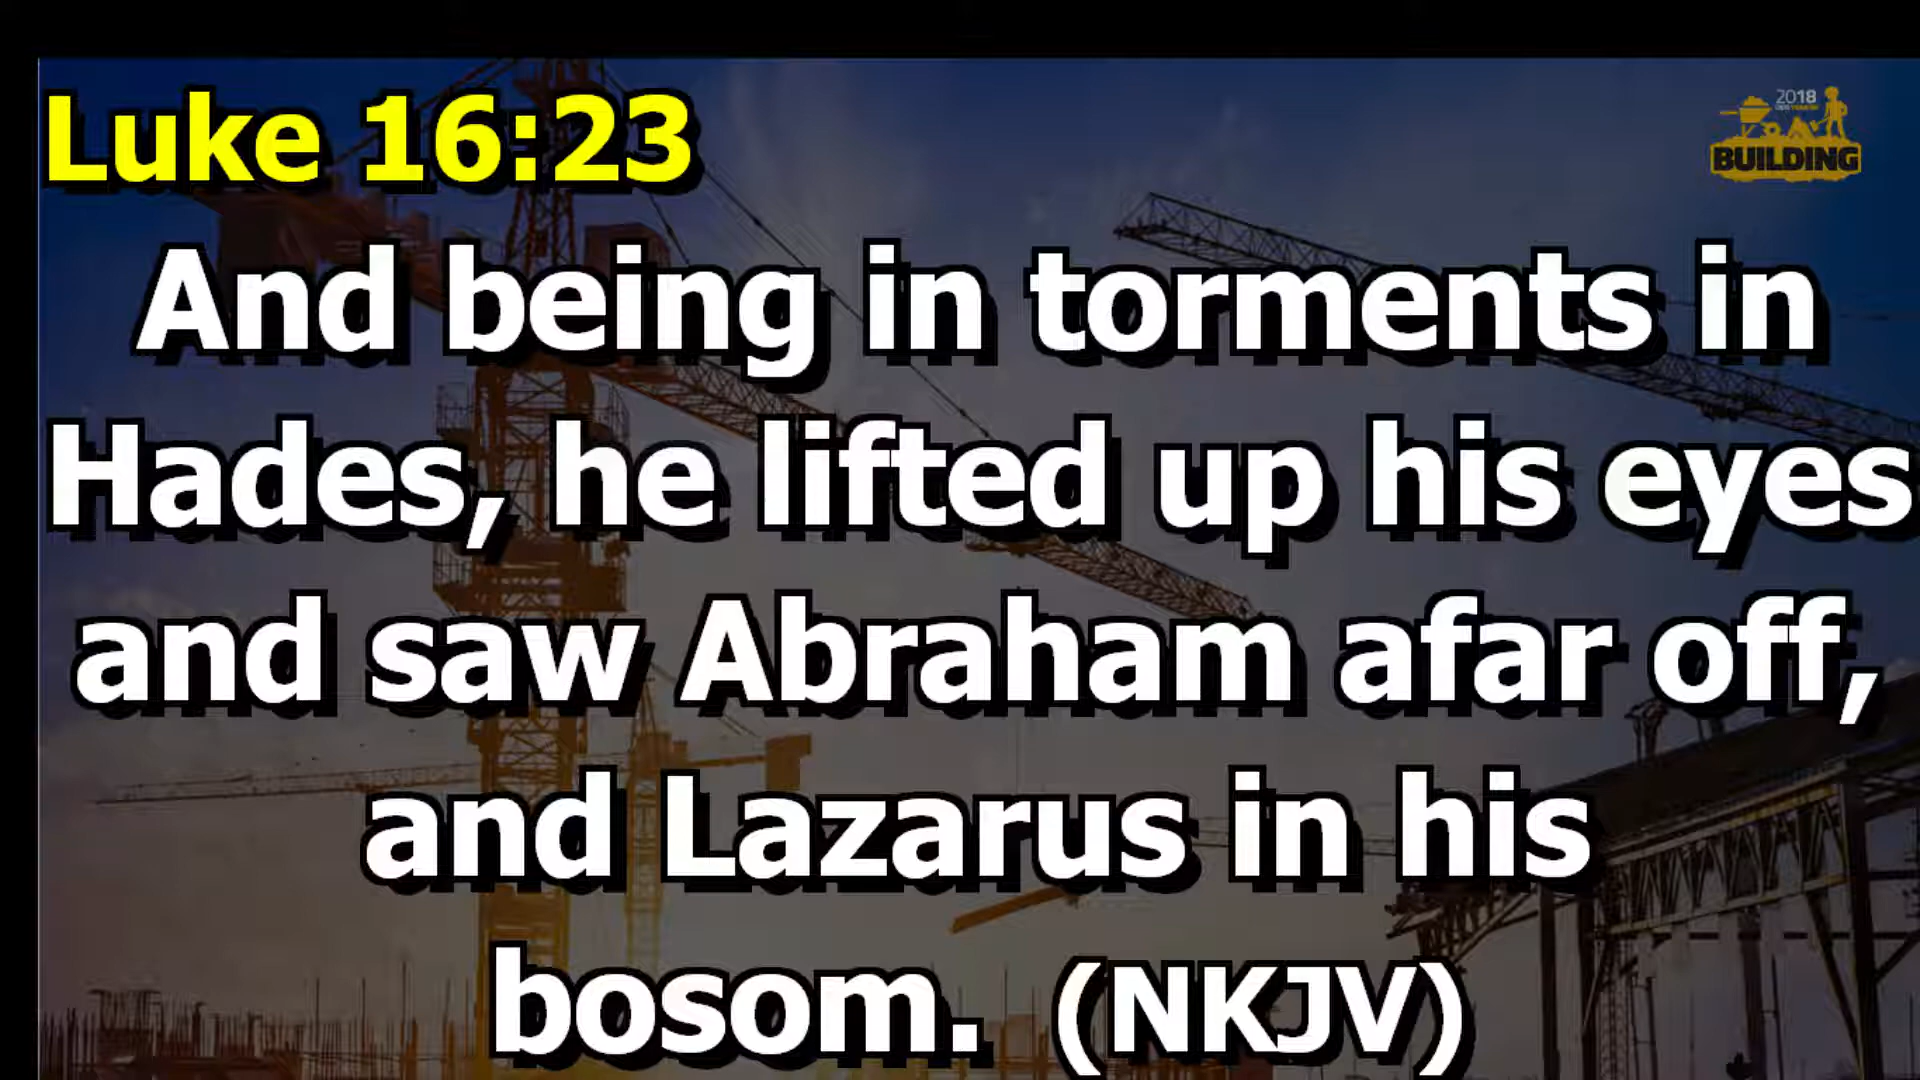 Luke 16:23
2018
BUILDING
And being in torments in
Hades, he lifted up his eyes
and saw Abraham afar off,
and Lazarus in his
bosom. (NKJV)